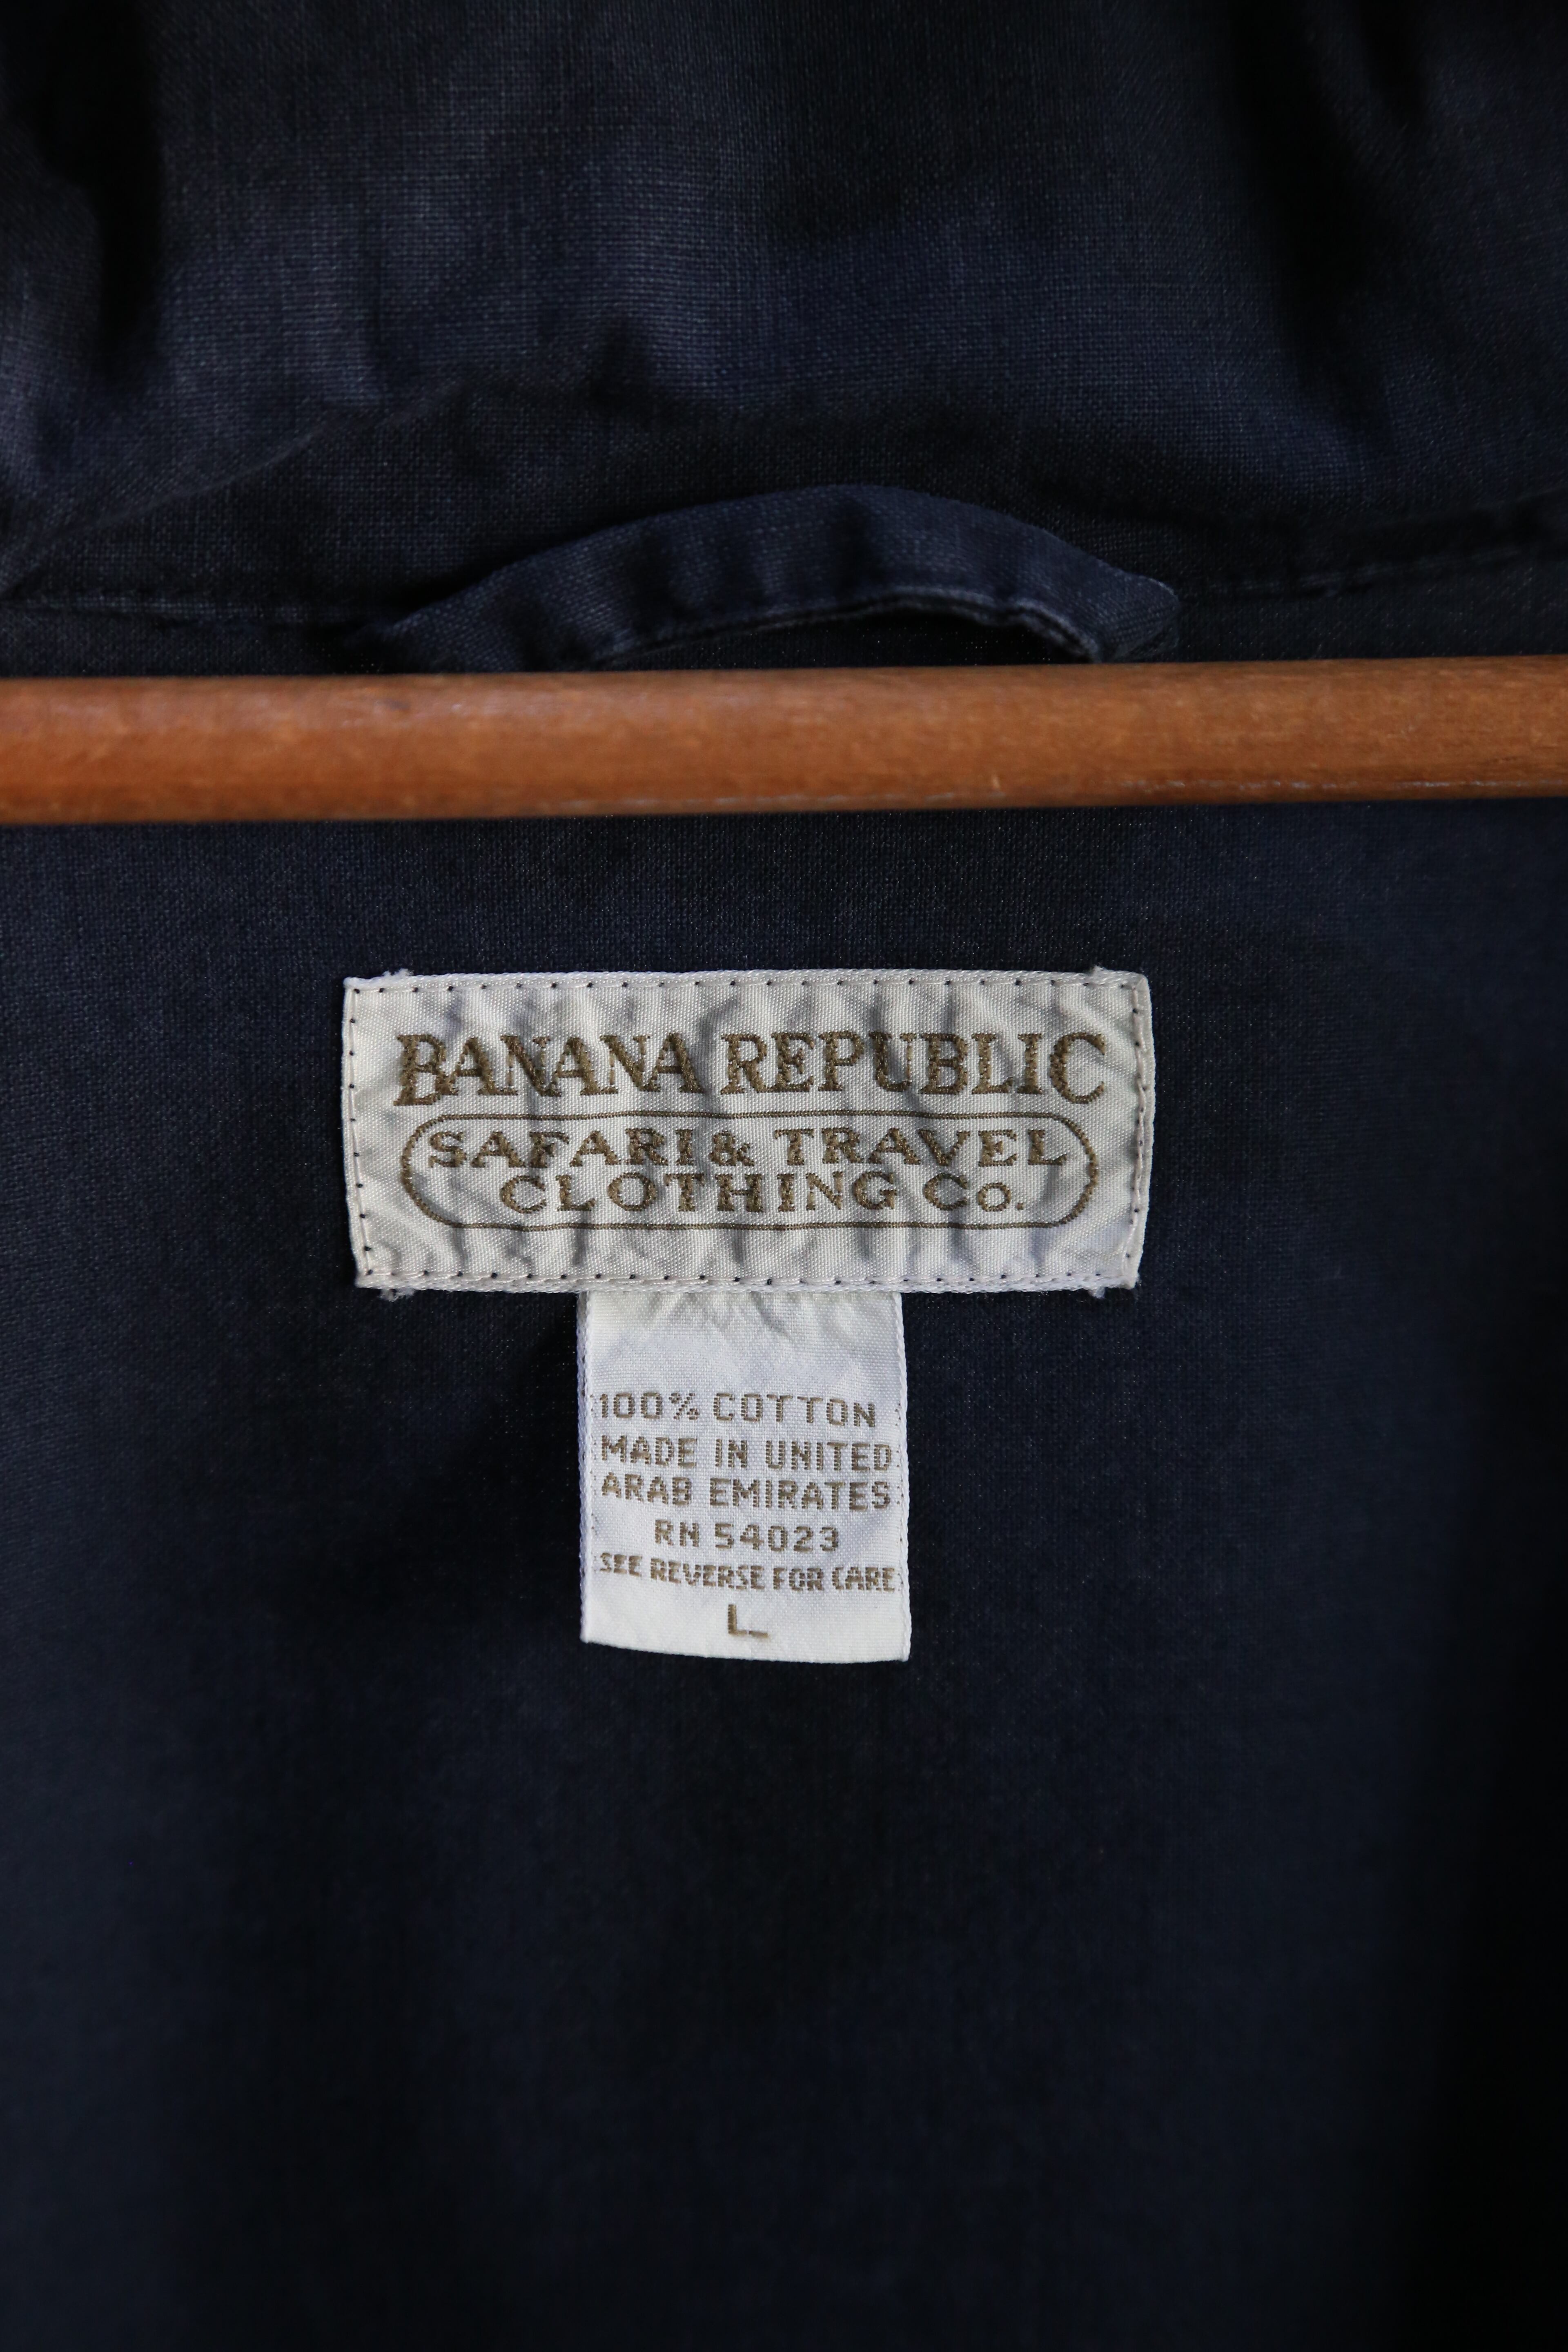 BANANA REPUBLIC
SAFARI & TRAVEL
CLOTHING Co.
100% COTTON
MADE IN UNITED
ARAB EMIRATES
RN 54023
SEE REVERSE FOR CARE
L